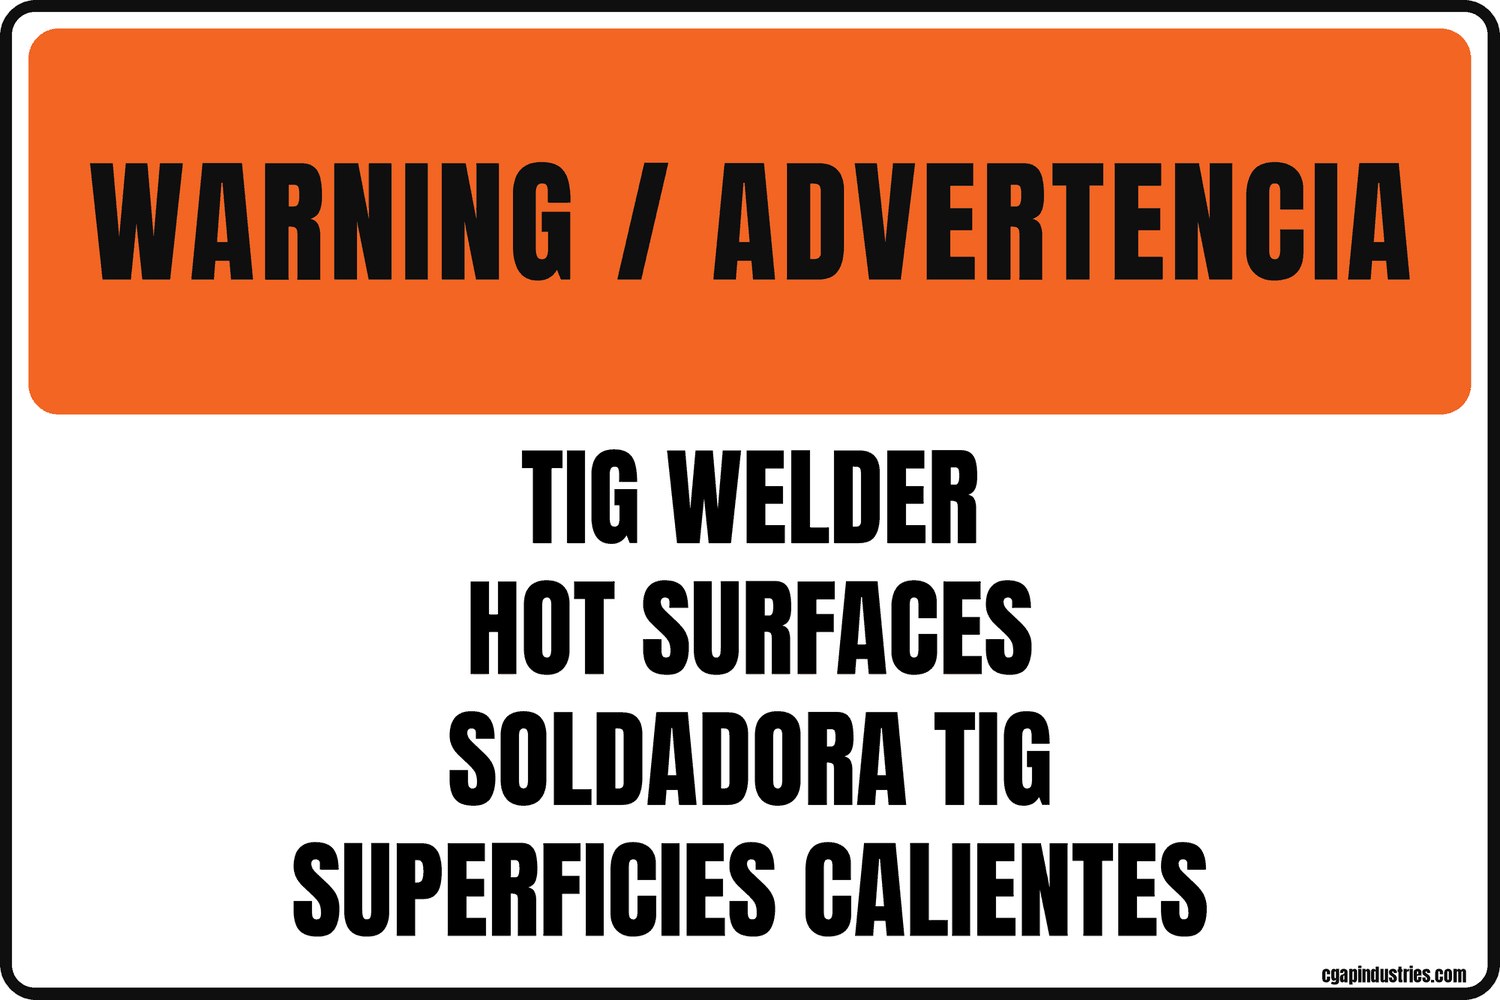 WARNING / ADVERTENCIA
TIG WELDER
HOT SURFACES
SOLDADORA TIG
SUPERFICIES CALIENTES
cgapindustries.com